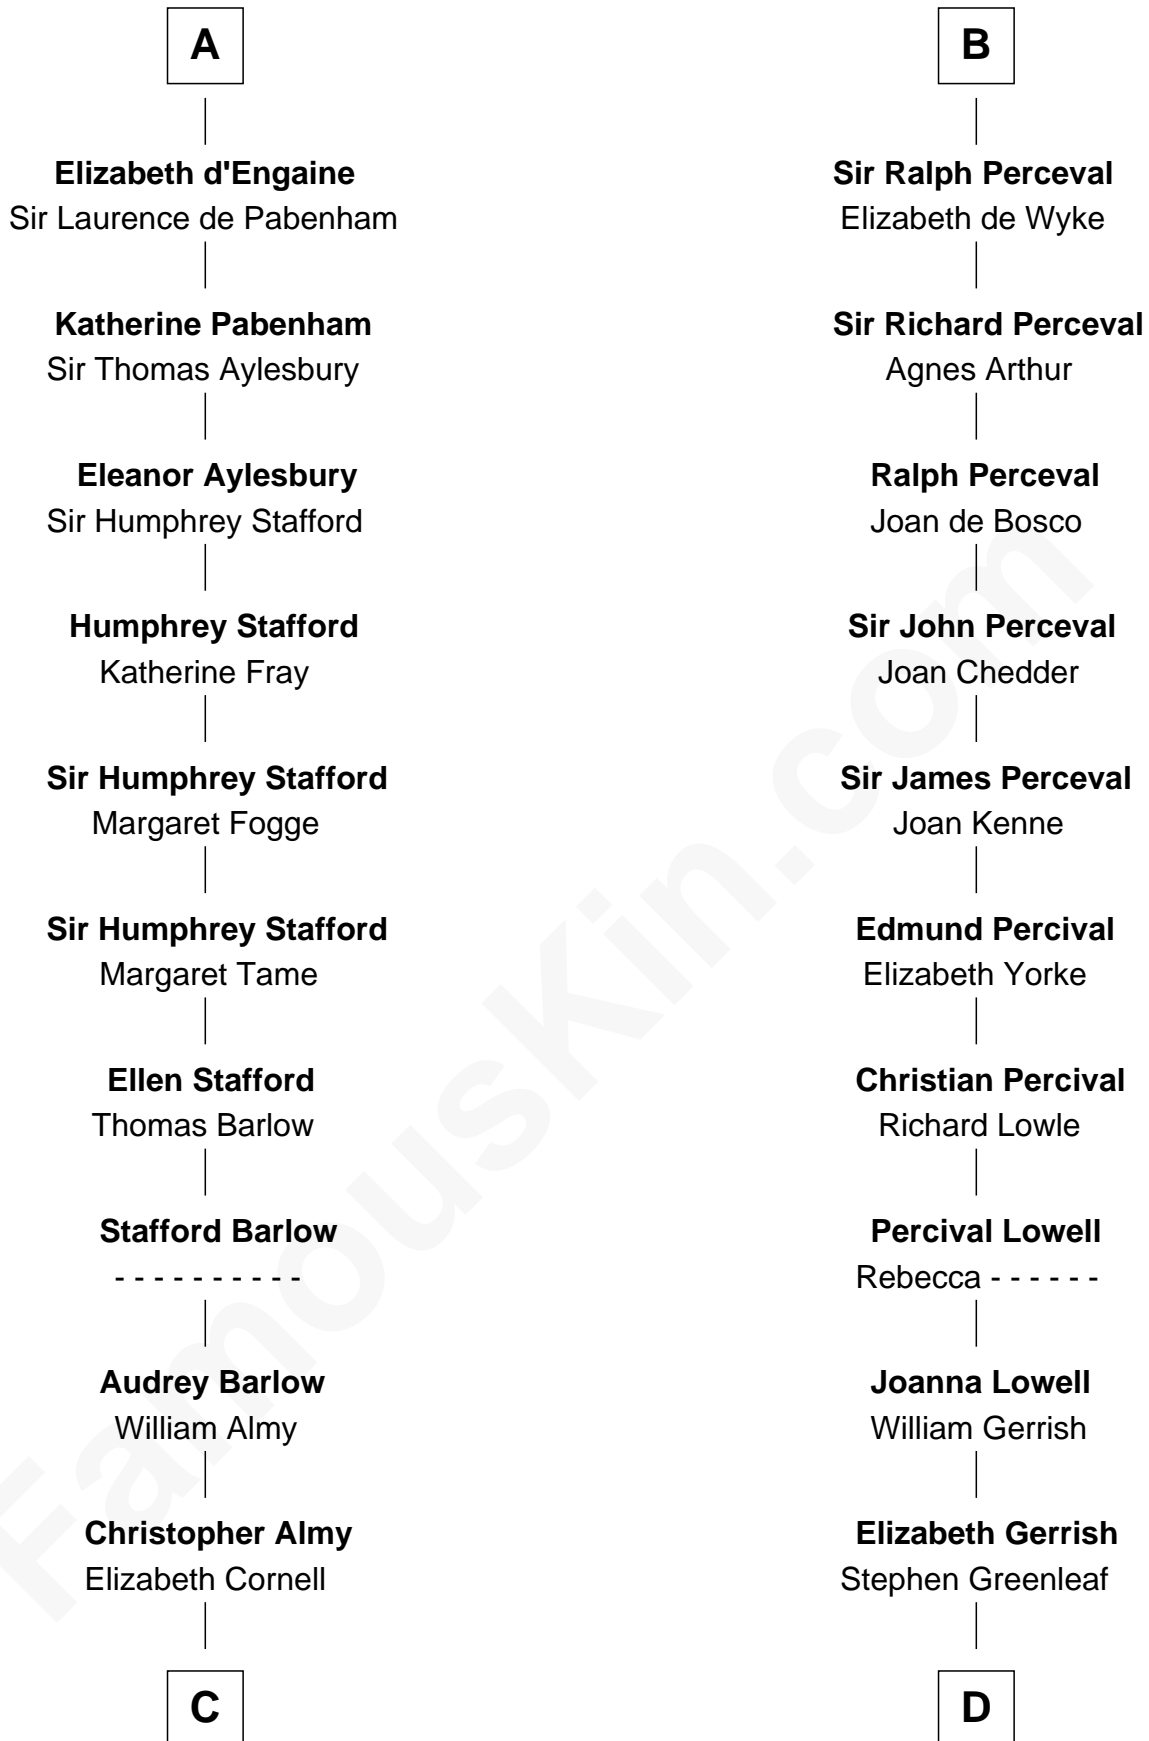 A
Elizabeth d'Engaine
Sir Laurence de Pabenham
Katherine Pabenham
Sir Thomas Aylesbury
Eleanor Aylesbury
Sir Humphrey Stafford
Humphrey Stafford
Katherine Fray
Sir Humphrey Stafford
Margaret Fogge
Sir Humphrey Stafford
Margaret Tame
Ellen Stafford
Thomas Barlow
Stafford Barlow
- - - - - - - - - -
Audrey Barlow
William Almy
Christopher Almy
Elizabeth Cornell
C
B
Sir Ralph Perceval
Elizabeth de Wyke
Sir Richard Perceval
Agnes Arthur
Ralph Perceval
Joan de Bosco
Sir John Perceval
Joan Chedder
Sir James Perceval
Joan Kenne
Edmund Percival
Elizabeth Yorke
Christian Percival
Richard Lowle
Percival Lowell
Rebecca - - - - - -
Joanna Lowell
William Gerrish
Elizabeth Gerrish
Stephen Greenleaf
D
FamousKin.com